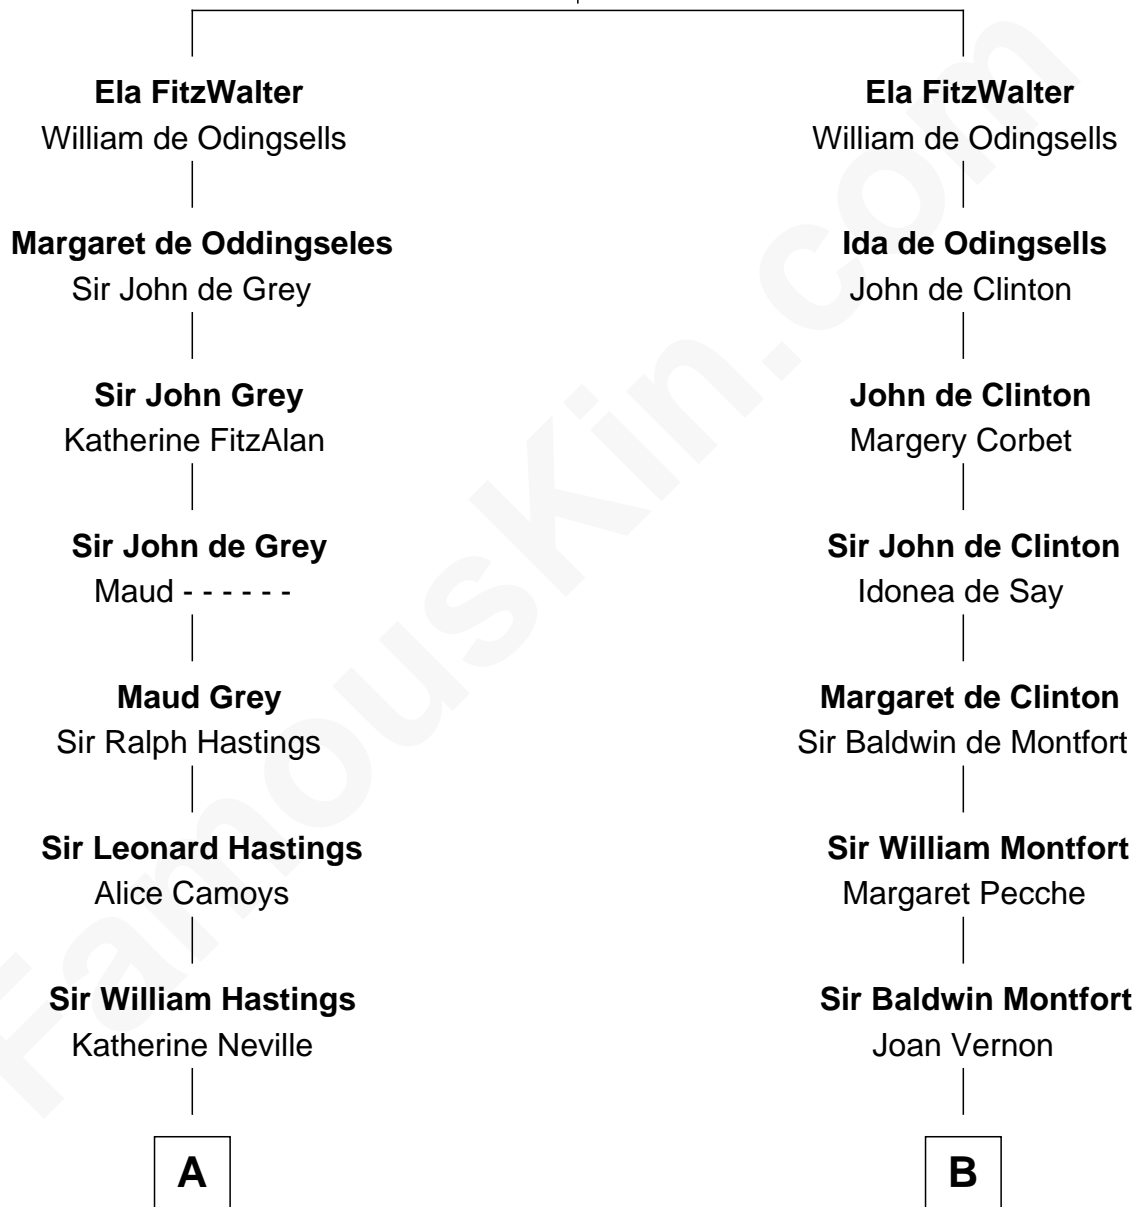 Ela FitzWalter
William de Odingsells
Margaret de Oddingseles
Sir John de Grey
Sir John Grey
Katherine FitzAlan
Sir John de Grey
Maud - - - - - -
Maud Grey
Sir Ralph Hastings
Sir Leonard Hastings
Alice Camoys
Sir William Hastings
Katherine Neville
A
Ela FitzWalter
William de Odingsells
Ida de Odingsells
John de Clinton
John de Clinton
Margery Corbet
Sir John de Clinton
Idonea de Say
Margaret de Clinton
Sir Baldwin de Montfort
Sir William Montfort
Margaret Pecche
Sir Baldwin Montfort
Joan Vernon
B
FamousKin.com